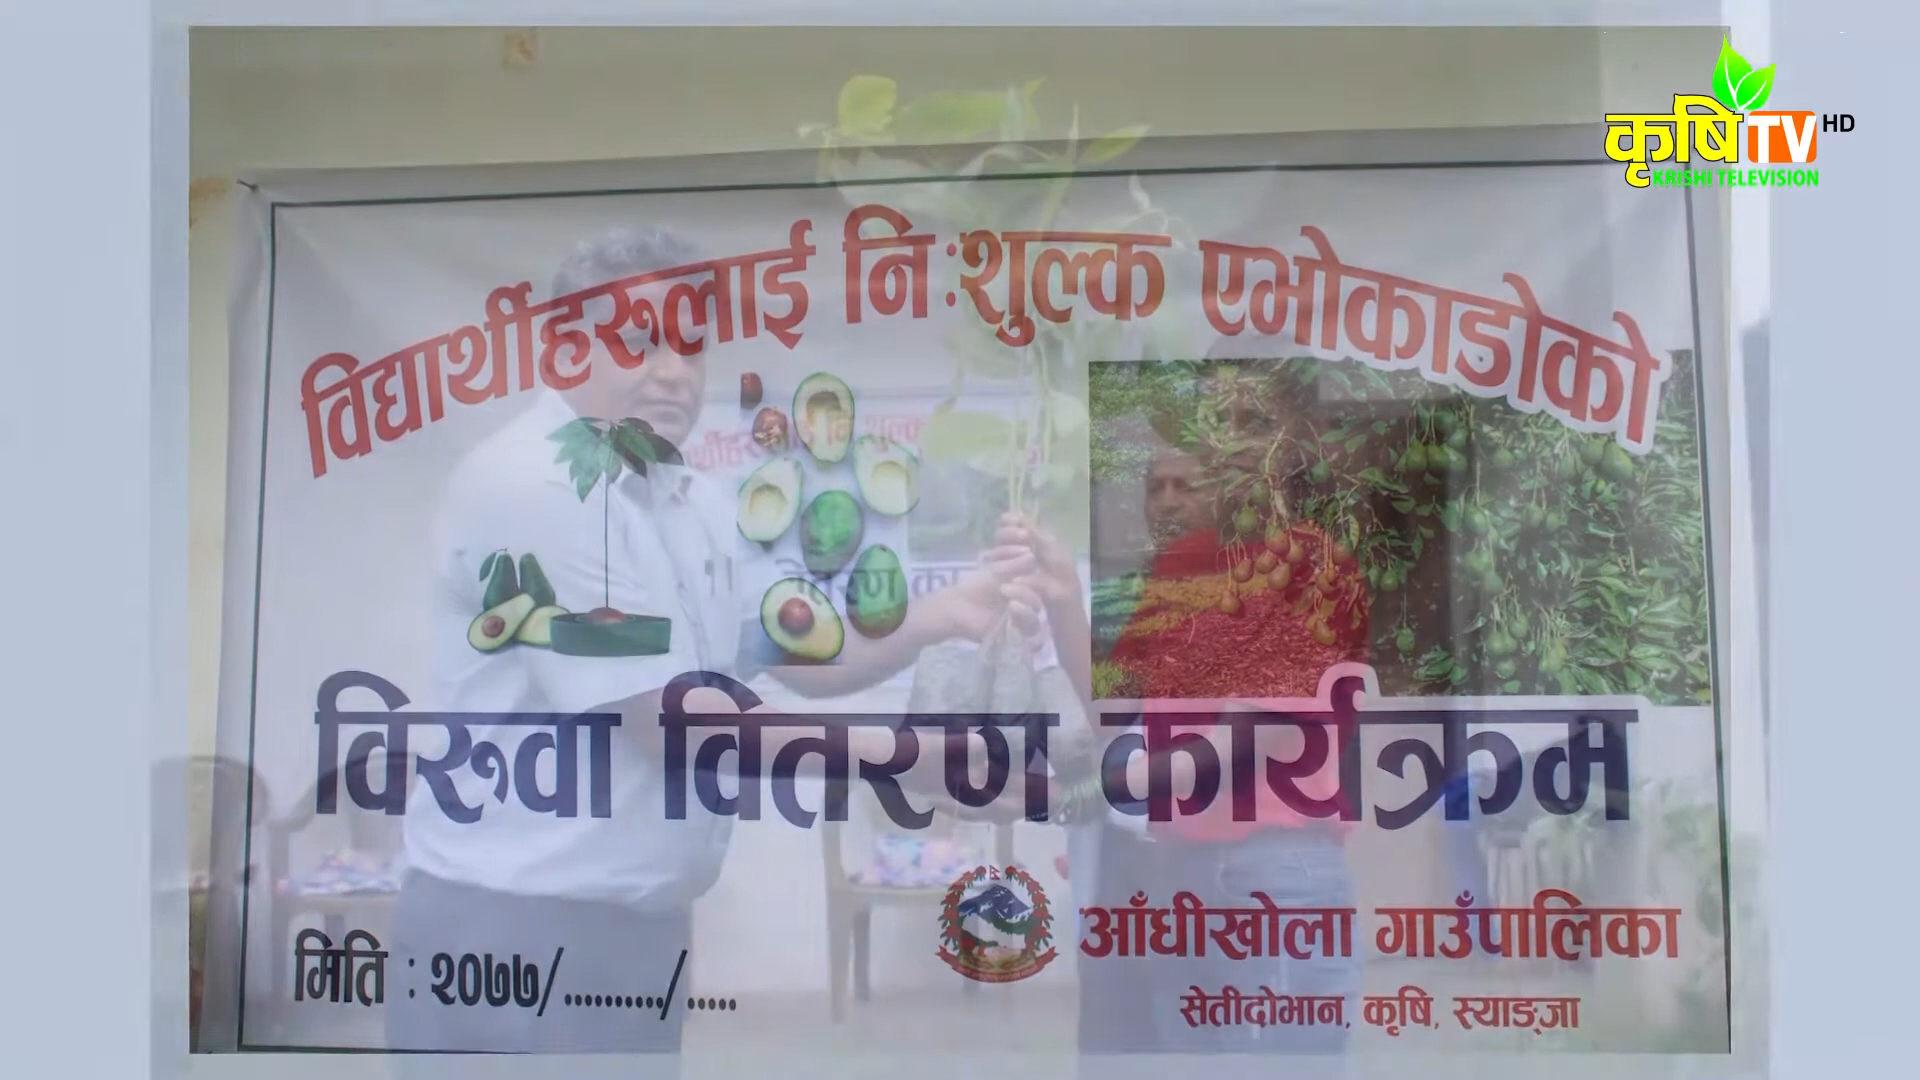 कृषि TV HD
KRISHI TELEVISION
विद्यार्थीहरुलाई नि:शुल्क एभोकाडोको
विरुवा वितरण कार्यक्रम
मिति : २०७७/........../.....
आँधीखोला गाउँपालिका
सेतीदोभान, कृषि, स्याङ्जा